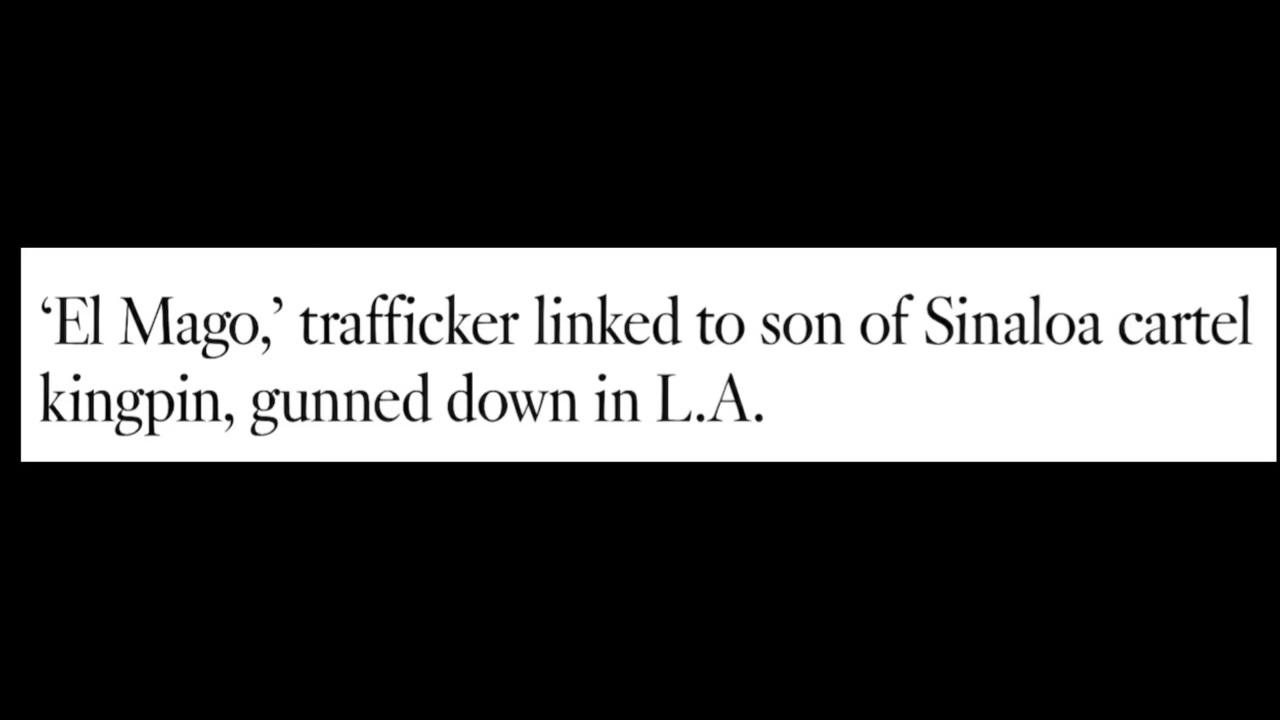 ‘El Mago,’ trafficker linked to son of Sinaloa cartel
kingpin, gunned down in L.A.